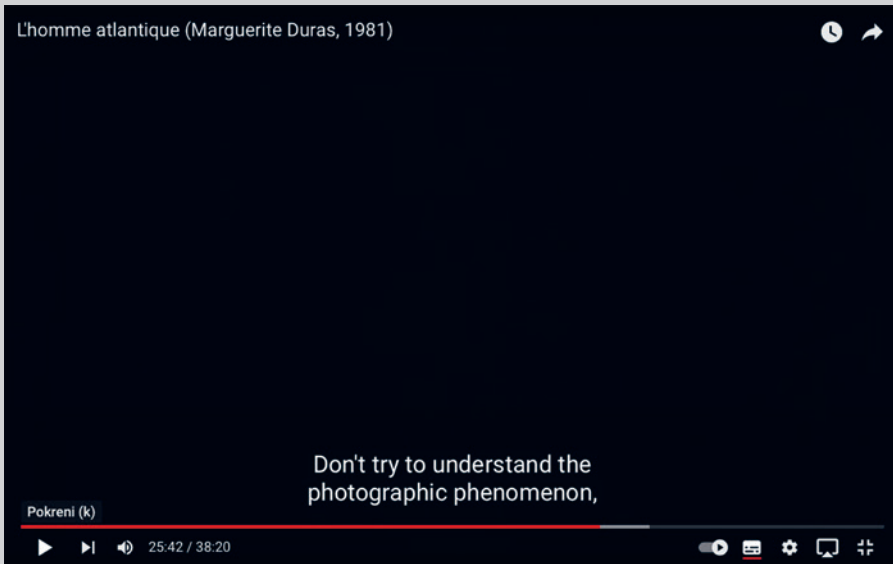 L'homme atlantique (Marguerite Duras, 1981)
Don't try to understand the
photographic phenomenon,
Pokreni (k)
25:42 / 38:20